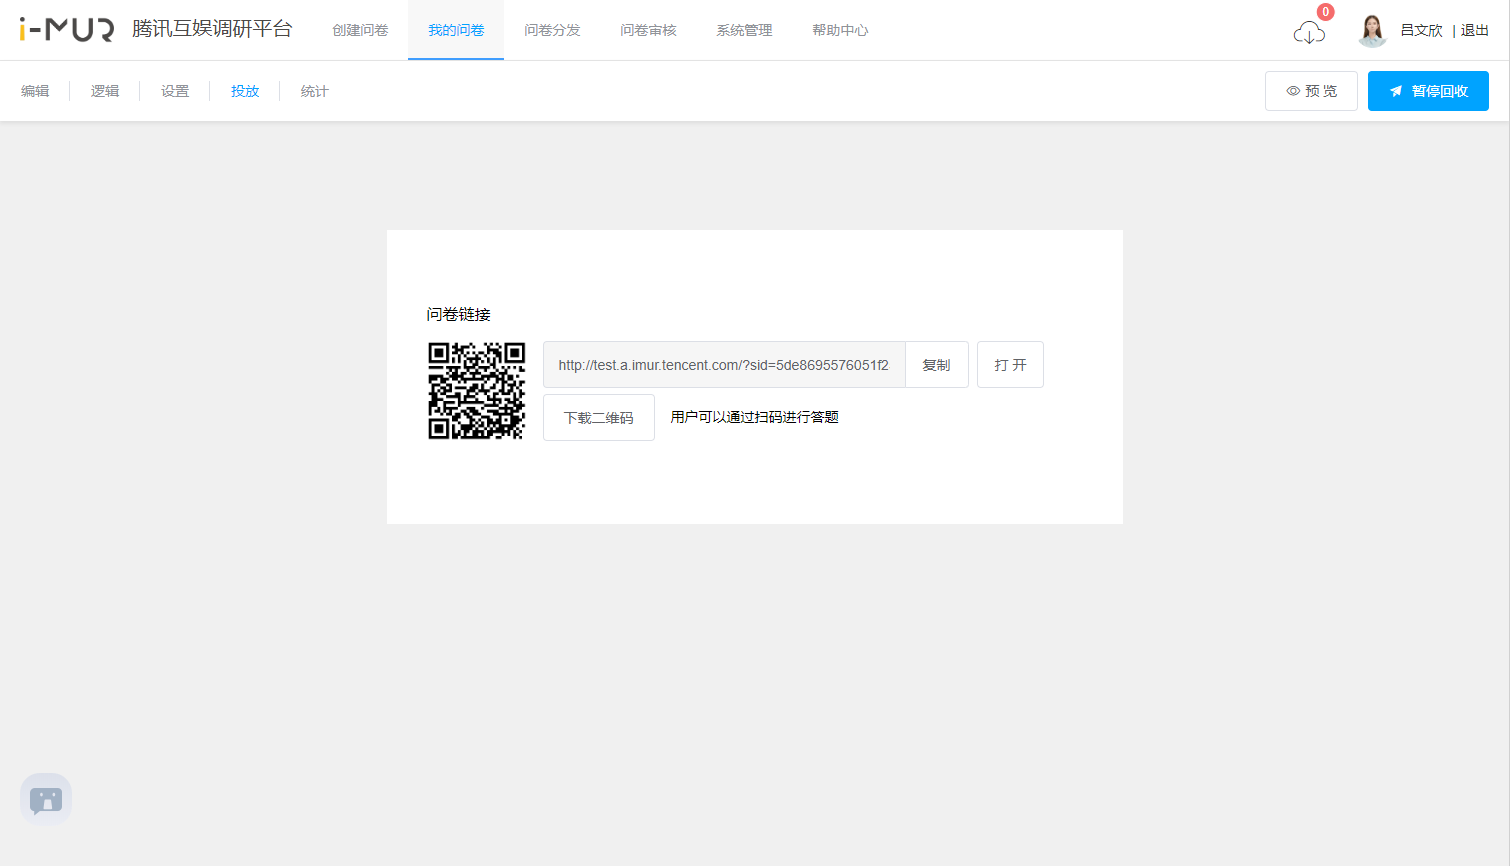 i-MUR 腾讯互娱调研平台 创建问卷 我的问卷 问卷分发 问卷审核 系统管理 帮助中心 0 吕文欣 | 退出
编辑 逻辑 设置 投放 统计 预 览 暂停回收
问卷链接
http://test.a.imur.tencent.com/?sid=5de8695576051f2 复制 打 开
下载二维码 用户可以通过扫码进行答题